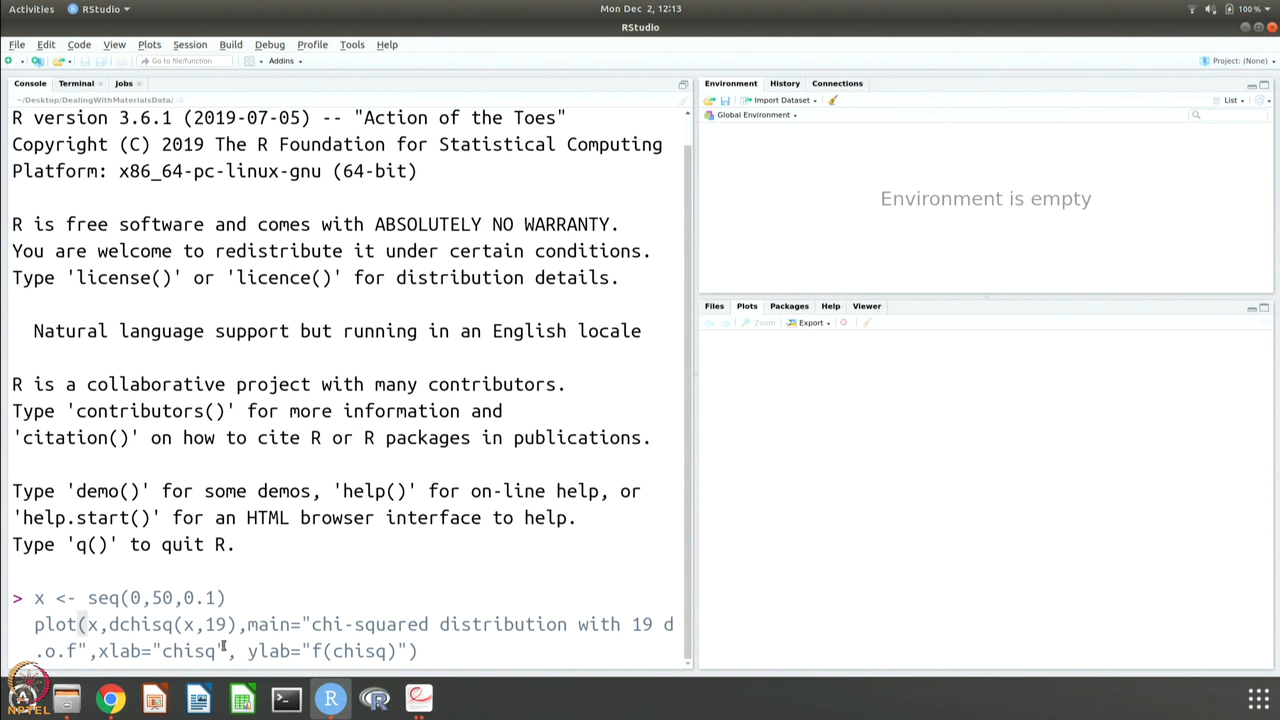 Activities RStudio Mon Dec 2, 12:13 100%
RStudio
File Edit Code View Plots Session Build Debug Profile Tools Help
Go to file/function Addins Project: (None)
Console Terminal Jobs
~/Desktop/DealingWithMaterialsData/
R version 3.6.1 (2019-07-05) -- "Action of the Toes"
Copyright (C) 2019 The R Foundation for Statistical Computing
Platform: x86_64-pc-linux-gnu (64-bit)
R is free software and comes with ABSOLUTELY NO WARRANTY.
You are welcome to redistribute it under certain conditions.
Type 'license()' or 'licence()' for distribution details.
Natural language support but running in an English locale
R is a collaborative project with many contributors.
Type 'contributors()' for more information and
'citation()' on how to cite R or R packages in publications.
Type 'demo()' for some demos, 'help()' for on-line help, or
'help.start()' for an HTML browser interface to help.
Type 'q()' to quit R.
> x <- seq(0,50,0.1)
plot(x,dchisq(x,19),main="chi-squared distribution with 19 d
.o.f",xlab="chisq", ylab="f(chisq)")
Environment History Connections
Import Dataset List
Global Environment
Environment is empty
Files Plots Packages Help Viewer
Zoom Export
NPTEL